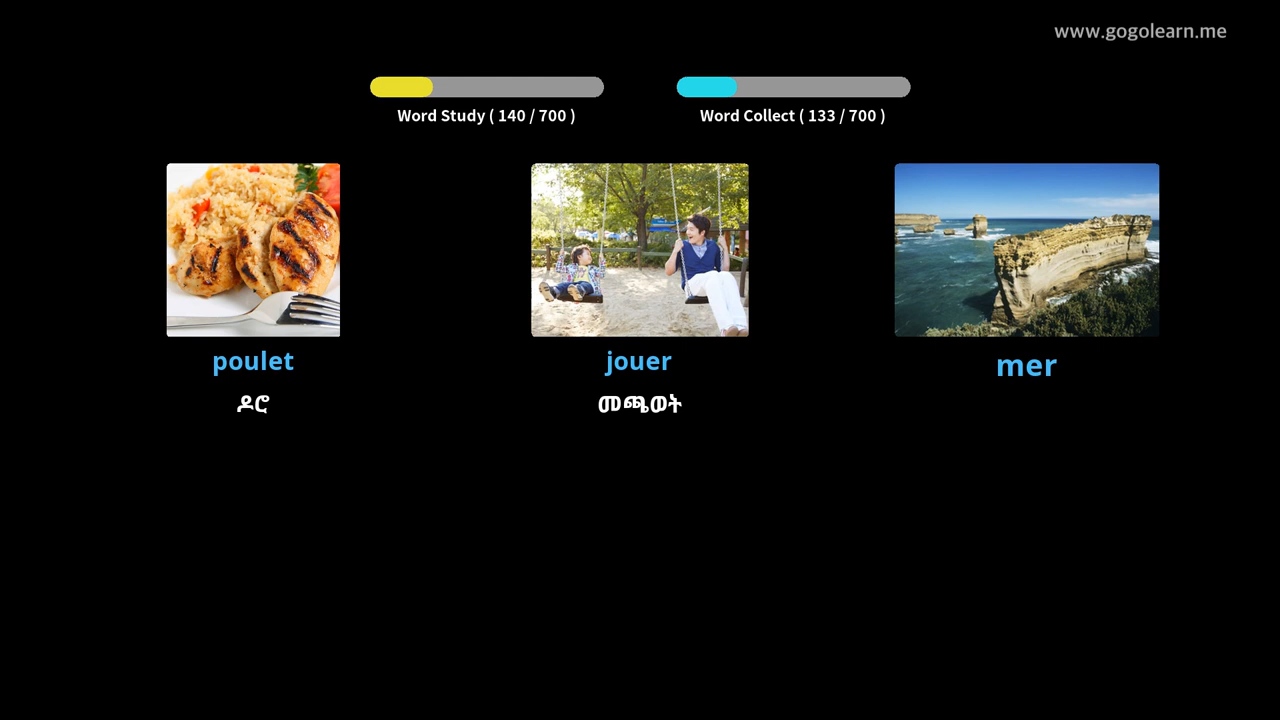 www.gogolearn.me
Word Study ( 140 / 700 )
Word Collect ( 133 / 700 )
poulet
ዶሮ
jouer
መጫወት
mer